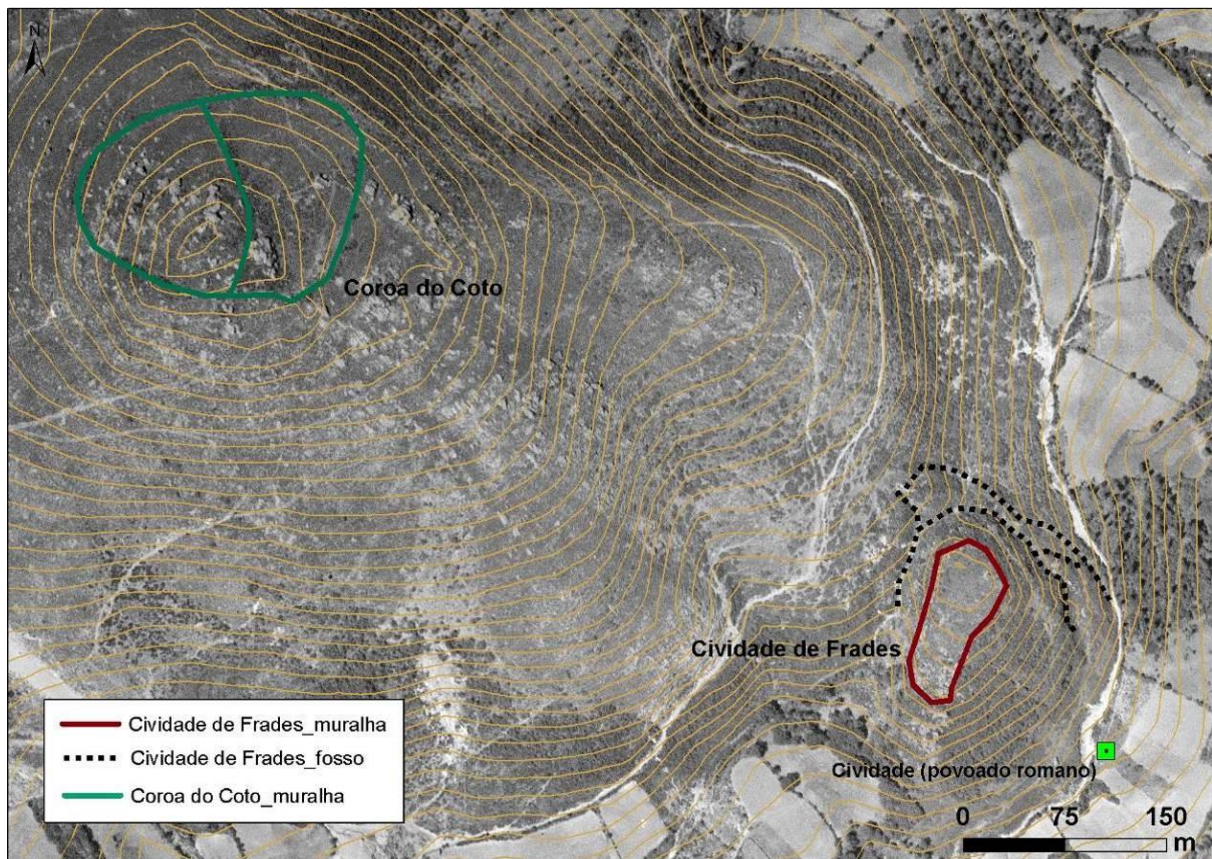 N
Coroa do Coto
Cividade de Frades
Cividade (povoado romano)
Cividade de Frades_muralha
Cividade de Frades_fosso
Coroa do Coto_muralha
0 75 150
m